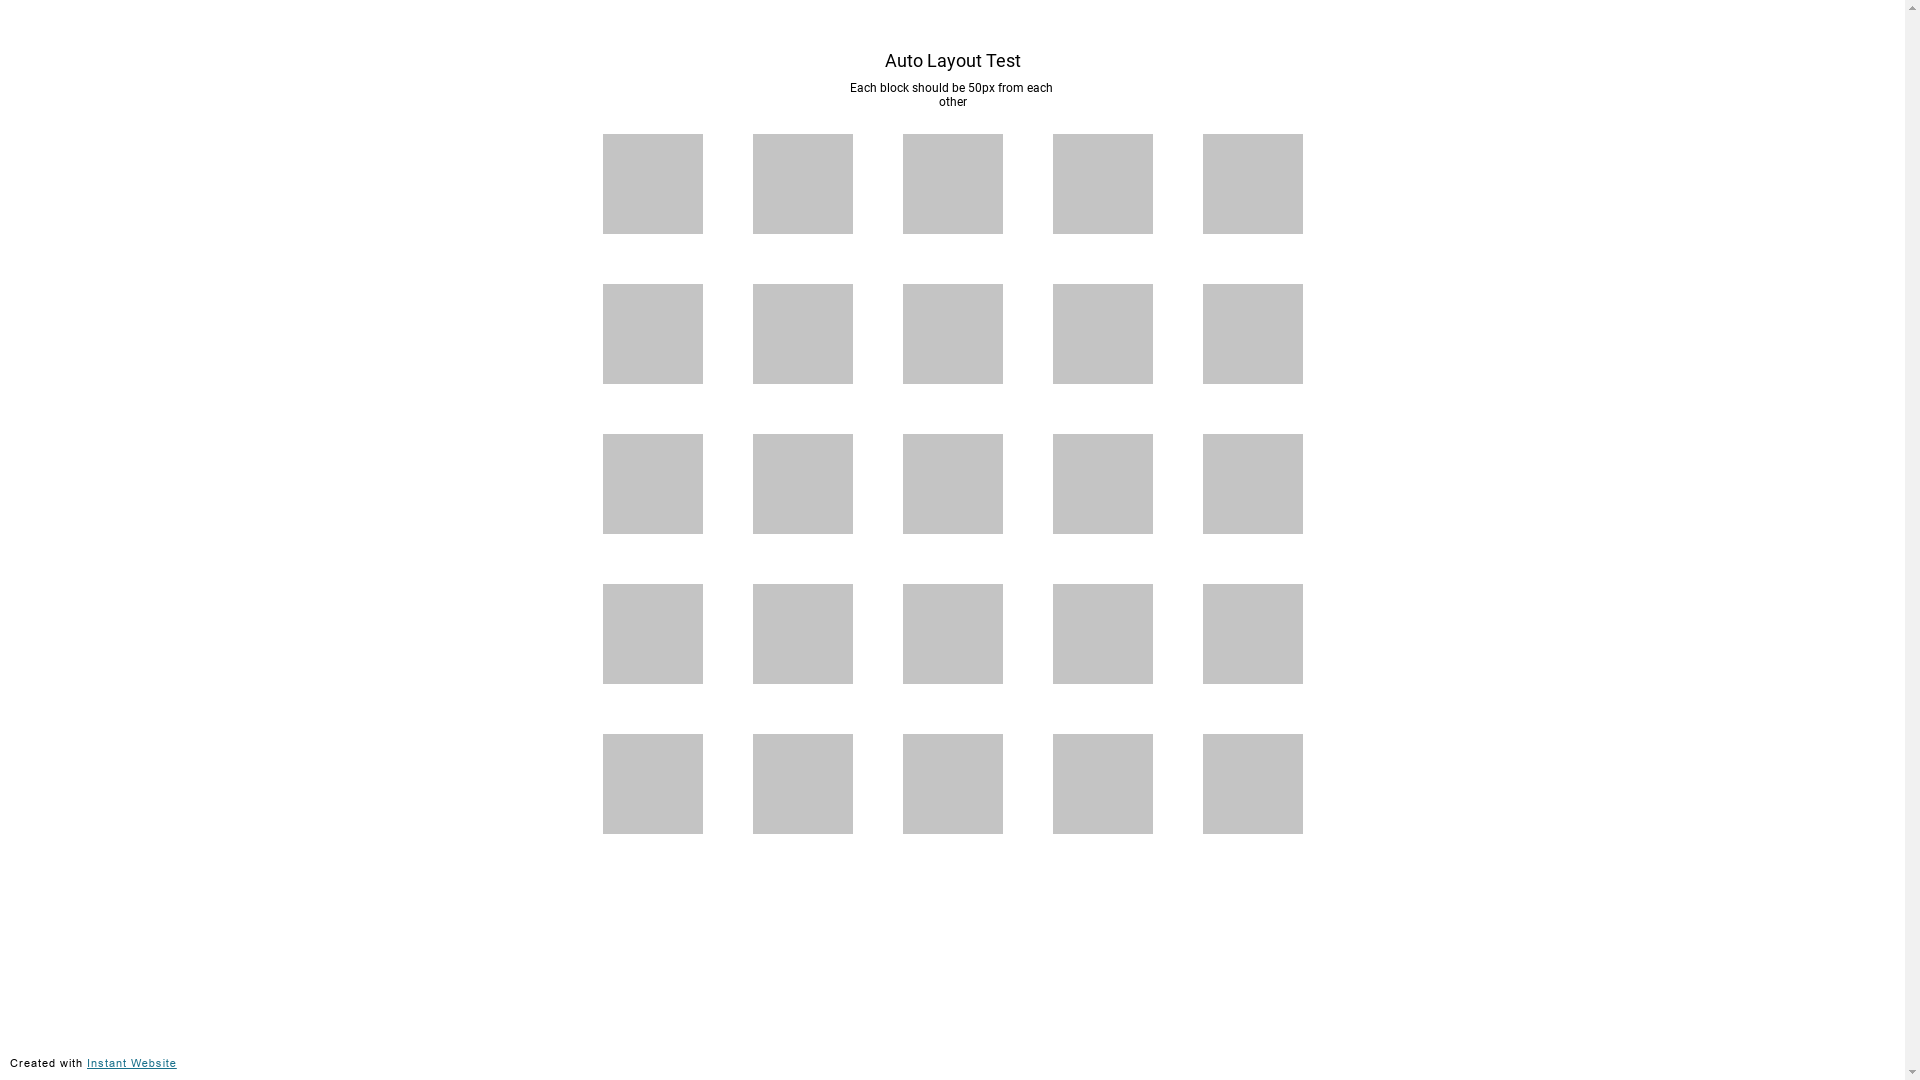 Auto Layout Test
Each block should be 50px from each
other
Created with Instant Website